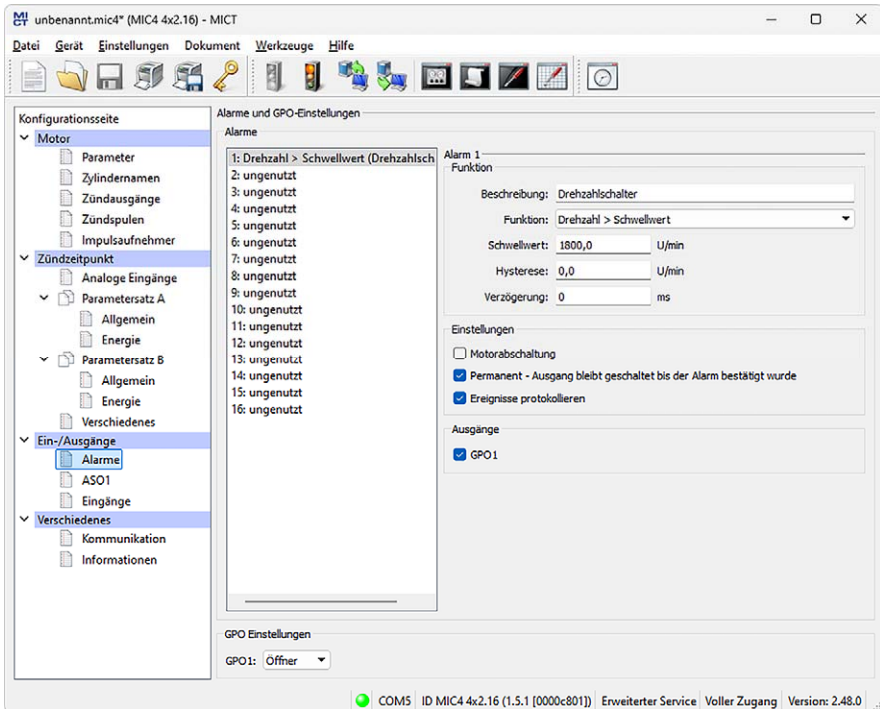 MICT unbenannt.mic4* (MIC4 4x2.16) - MICT
Datei Gerät Einstellungen Dokument Werkzeuge Hilfe
Konfigurationsseite
Motor
Parameter
Zylindernamen
Zündausgänge
Zündspulen
Impulsaufnehmer
Zündzeitpunkt
Analoge Eingänge
Parametersatz A
Allgemein
Energie
Parametersatz B
Allgemein
Energie
Verschiedenes
Ein-/Ausgänge
Alarme
ASO1
Eingänge
Verschiedenes
Kommunikation
Informationen
Alarme und GPO-Einstellungen
Alarme
1: Drehzahl > Schwellwert (Drehzahlsch
2: ungenutzt
3: ungenutzt
4: ungenutzt
5: ungenutzt
6: ungenutzt
7: ungenutzt
8: ungenutzt
9: ungenutzt
10: ungenutzt
11: ungenutzt
12: ungenutzt
13: ungenutzt
14: ungenutzt
15: ungenutzt
16: ungenutzt
Alarm 1
Funktion
Beschreibung: Drehzahlschalter
Funktion: Drehzahl > Schwellwert
Schwellwert: 1800,0 U/min
Hysterese: 0,0 U/min
Verzögerung: 0 ms
Einstellungen
Motorabschaltung
Permanent - Ausgang bleibt geschaltet bis der Alarm bestätigt wurde
Ereignisse protokollieren
Ausgänge
GPO1
GPO Einstellungen
GPO1: Öffner
COM5 ID MIC4 4x2.16 (1.5.1 [0000c801]) Erweiterter Service Voller Zugang Version: 2.48.0